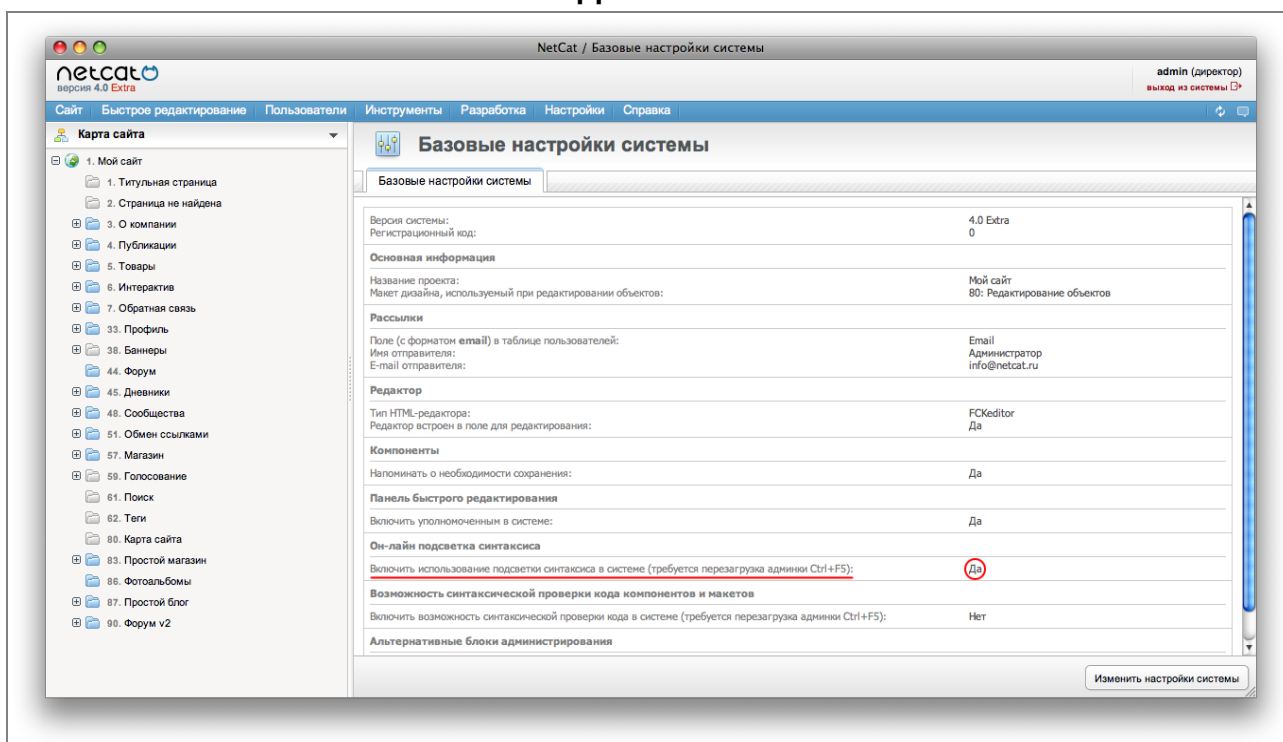 NetCat / Базовые настройки системы
netcat
версия 4.0 Extra
admin (директор)
выход из системы
Сайт Быстрое редактирование Пользователи Инструменты Разработка Настройки Справка
Карта сайта
1. Мой сайт
1. Титульная страница
2. Страница не найдена
3. О компании
4. Публикации
5. Товары
6. Интерактив
7. Обратная связь
33. Профиль
38. Баннеры
44. Форум
45. Дневники
48. Сообщества
51. Обмен ссылками
57. Магазин
59. Голосование
61. Поиск
62. Теги
80. Карта сайта
83. Простой магазин
86. Фотоальбомы
87. Простой блог
90. Форум v2
Базовые настройки системы
Базовые настройки системы
Версия системы: 4.0 Extra
Регистрационный код: 0
Основная информация
Название проекта: Мой сайт
Макет дизайна, используемый при редактировании объектов: 80: Редактирование объектов
Рассылки
Поле (с форматом email) в таблице пользователей: Email
Имя отправителя: Администратор
E-mail отправителя: info@netcat.ru
Редактор
Тип HTML-редактора: FCKeditor
Редактор встроен в поле для редактирования: Да
Компоненты
Напоминать о необходимости сохранения: Да
Панель быстрого редактирования
Включить уполномоченным в системе: Да
Он-лайн подсветка синтаксиса
Включить использование подсветки синтаксиса в системе (требуется перезагрузка админки Ctrl+F5): Да
Возможность синтаксической проверки кода компонентов и макетов
Включить возможность синтаксической проверки кода в системе (требуется перезагрузка админки Ctrl+F5): Нет
Альтернативные блоки администрирования
Изменить настройки системы